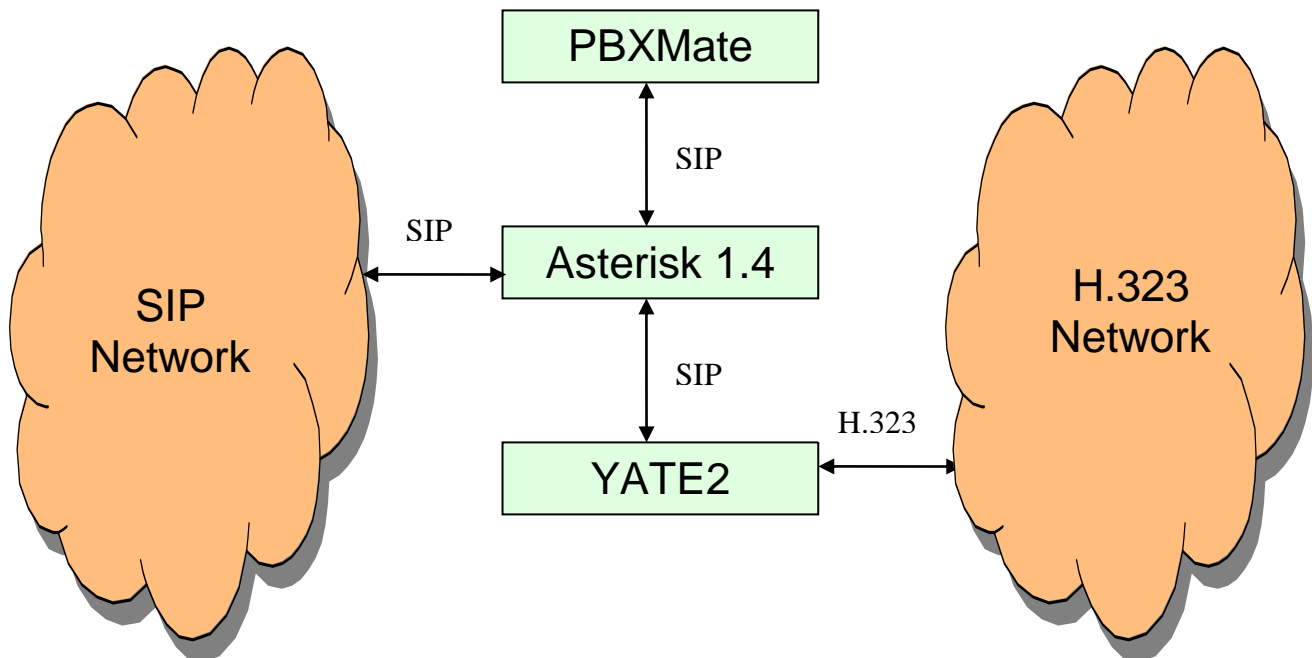 PBXMate
SIP
SIP
Asterisk 1.4
SIP
Network
H.323
Network
SIP
H.323
YATE2